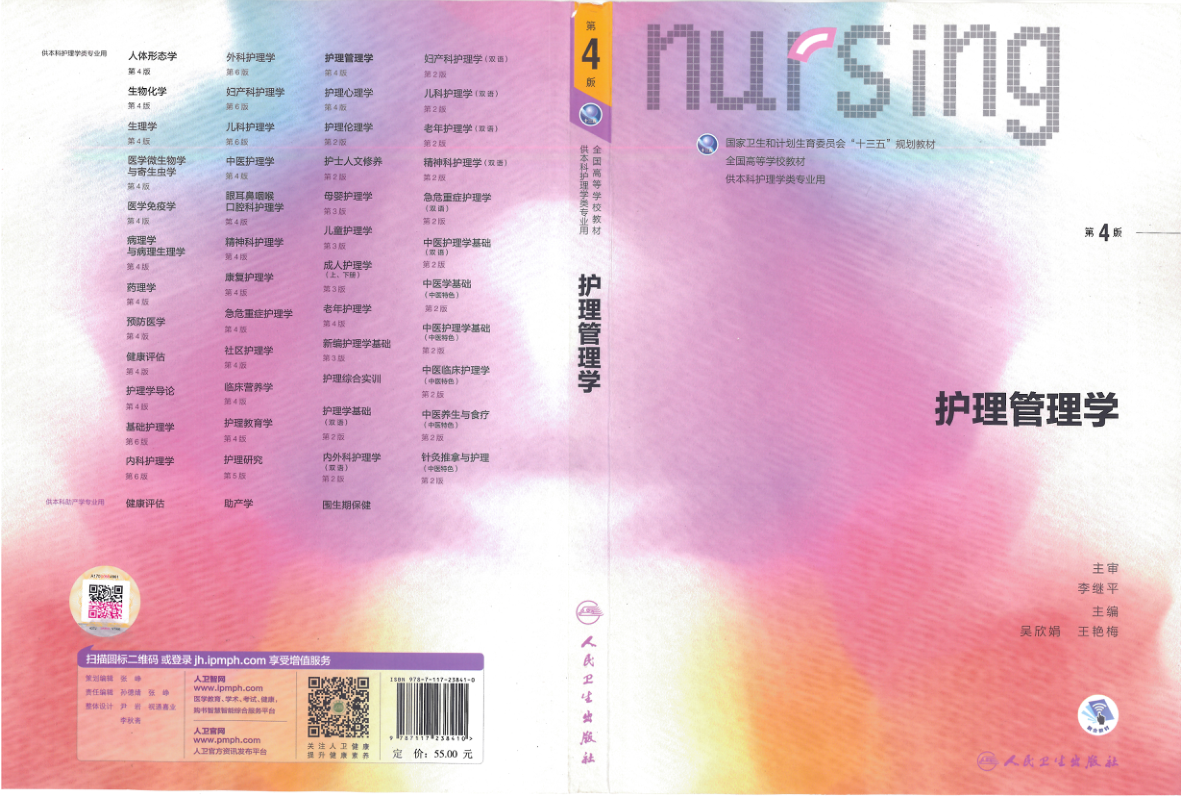 供本科护理学类专业用
人体形态学
第4版
生物化学
第4版
生理学
第4版
医学微生物学
与寄生虫学
第4版
医学免疫学
第4版
病理学
与病理生理学
第4版
药理学
第4版
预防医学
第4版
健康评估
第4版
护理学导论
第4版
基础护理学
第6版
内科护理学
第6版
外科护理学
第6版
妇产科护理学
第6版
儿科护理学
第6版
中医护理学
第4版
眼耳鼻咽喉
口腔科护理学
第4版
精神科护理学
第4版
康复护理学
第4版
急危重症护理学
第4版
社区护理学
第4版
临床营养学
第4版
护理教育学
第4版
护理研究
第5版
护理管理学
第4版
护理心理学
第4版
护理伦理学
第2版
护士人文修养
第2版
母婴护理学
第3版
儿童护理学
第3版
成人护理学
（上、下册）
第3版
老年护理学
第4版
新编护理学基础
第3版
护理综合实训
护理学基础
（双语）
第2版
内外科护理学
（双语）
第2版
妇产科护理学（双语）
第2版
儿科护理学（双语）
第2版
老年护理学（双语）
第2版
精神科护理学（双语）
第2版
急危重症护理学
（双语）
第2版
中医护理学基础
（双语）
第2版
中医学基础
（中医特色）
第2版
中医护理学基础
（中医特色）
第2版
中医临床护理学
（中医特色）
第2版
中医养生与食疗
（中医特色）
第2版
针灸推拿与护理
（中医特色）
第2版
供本科助产学专业用
健康评估
助产学
围生期保健
扫描圆标二维码 或登录 jh.ipmph.com 享受增值服务
策划编辑 张 峥
责任编辑 张 峥
整体设计 尹 岩
人卫智网
www.ipmph.com
医学教育、学术、考试、健康，
购书智慧智能综合服务平台
人卫官网
www.pmph.com
人卫官方资讯发布平台
关注人卫健康
提升健康素养
ISBN 978-7-117-23841-0
9 787117 238410 >
定 价：55.00 元
第
4
版
全国高等学校教材
供本科护理学类专业用
护理管理学
人民卫生出版社
nursing
国家卫生和计划生育委员会“十三五”规划教材
全国高等学校教材
供本科护理学类专业用
第4版
护理管理学
主审
李继平
主编
吴欣娟 王艳梅
融合教材
人民卫生出版社